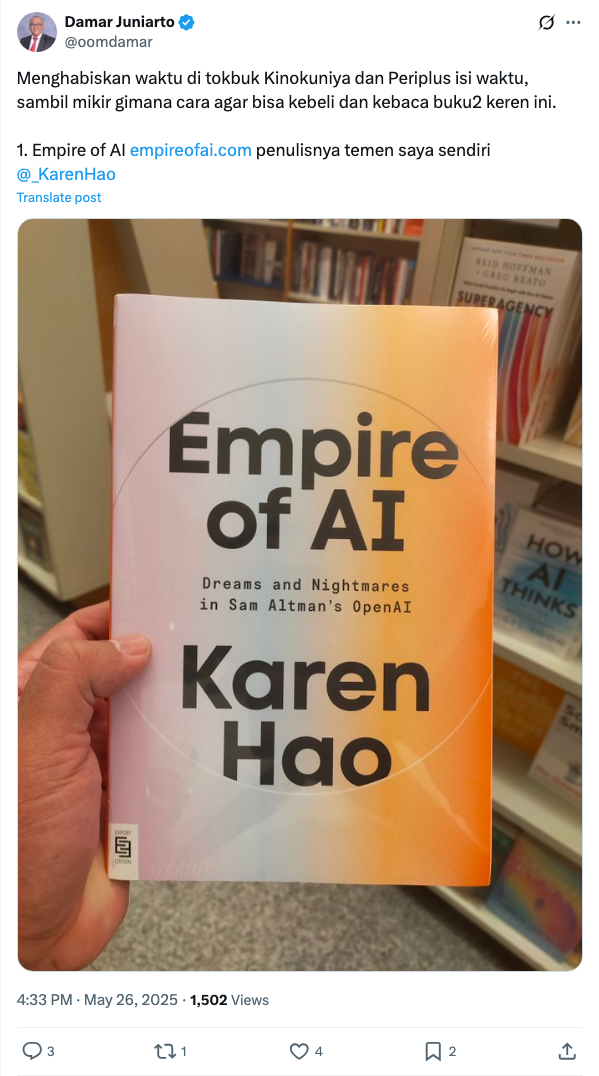 Damar Juniarto
@oomdamar
Menghabiskan waktu di tokbuk Kinokuniya dan Periplus isi waktu,
sambil mikir gimana cara agar bisa kebeli dan kebaca buku2 keren ini.
1. Empire of AI empireofai.com penulisnya temen saya sendiri
@_KarenHao
Translate post
REID HOFFMAN
+ GREG BEATO
SUPERAGENCY
Empire
of AI
Dreams and Nightmares
in Sam Altman's OpenAI
Karen
Hao
HOW
AI
THINKS
EXPORT
EDITION
4:33 PM · May 26, 2025 · 1,502 Views
3
1
4
2